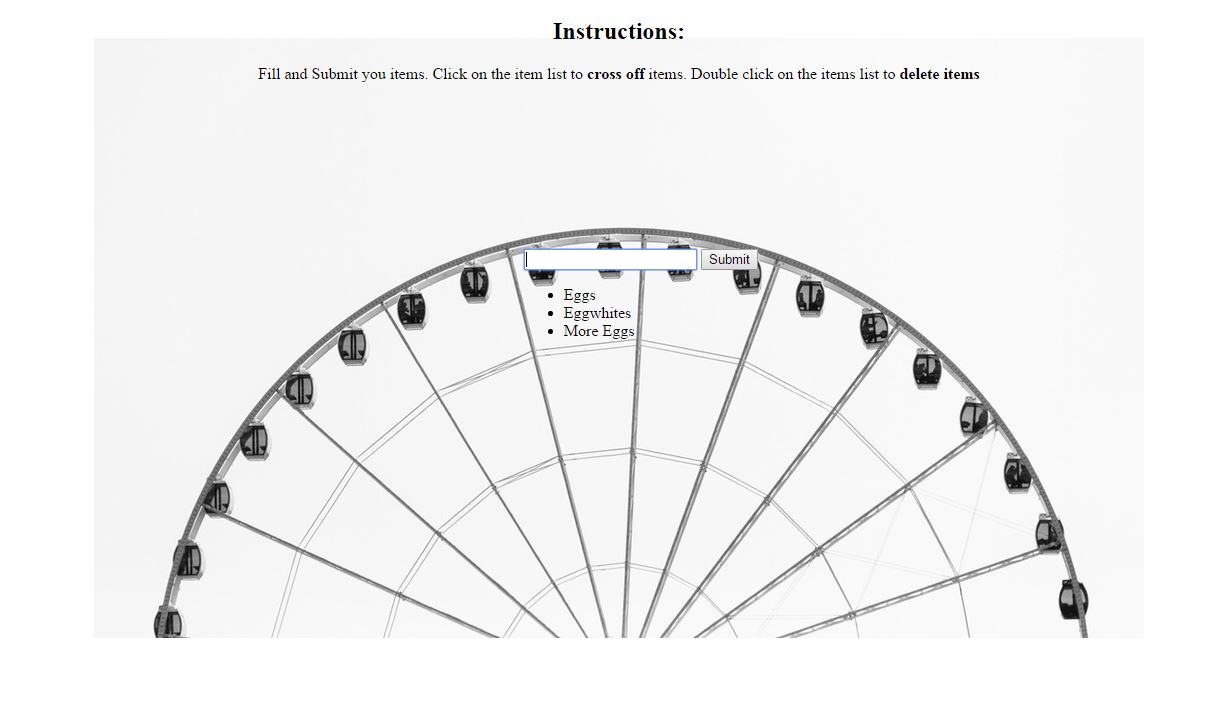 Instructions:
Fill and Submit you items. Click on the item list to cross off items. Double click on the items list to delete items
Submit
Eggs
Eggwhites
More Eggs